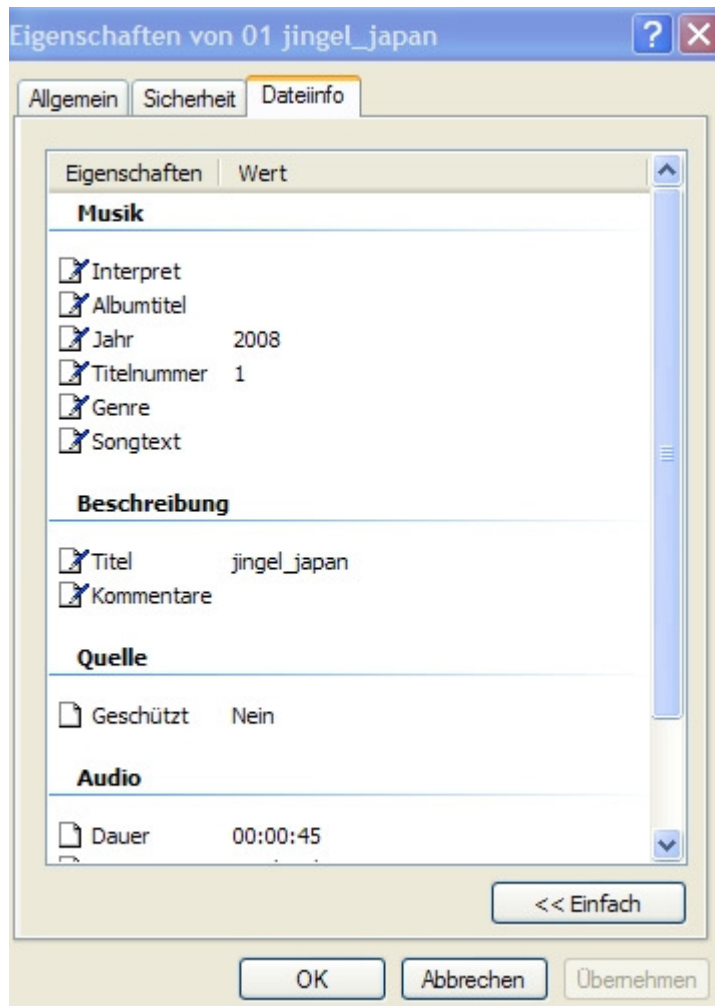 Eigenschaften von 01 jingel_japan
Allgemein Sicherheit Dateiinfo
Eigenschaften Wert
Musik
Interpret
Albumtitel
Jahr 2008
Titelnummer 1
Genre
Songtext
Beschreibung
Titel jingel_japan
Kommentare
Quelle
Geschützt Nein
Audio
Dauer 00:00:45
<< Einfach
OK Abbrechen Übernehmen